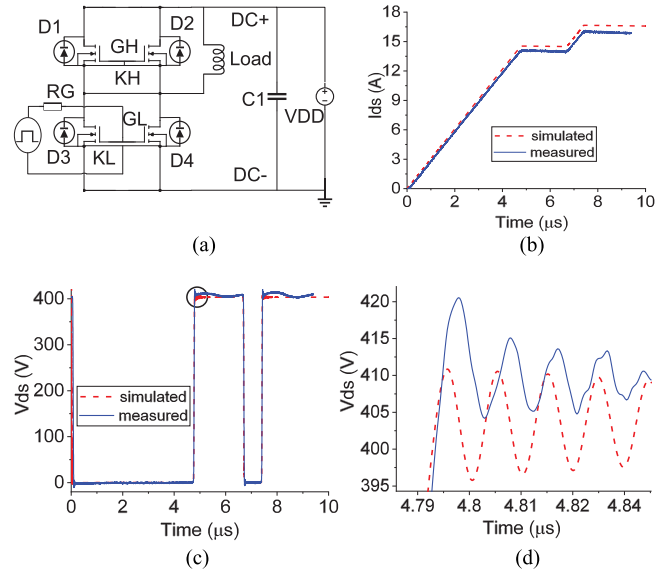 D1
D2
DC+
GH
KH
Load
RG
GL
C1
VDD
D3
KL
D4
DC-
(a)
Ids (A)
18
15
12
9
6
3
0
simulated
measured
0 2 4 6 8 10
Time (μs)
(b)
Vds (V)
400
300
200
100
0
simulated
measured
0 2 4 6 8 10
Time (μs)
(c)
Vds (V)
420
415
410
405
400
395
simulated
measured
4.79 4.8 4.81 4.82 4.83 4.84
Time (μs)
(d)